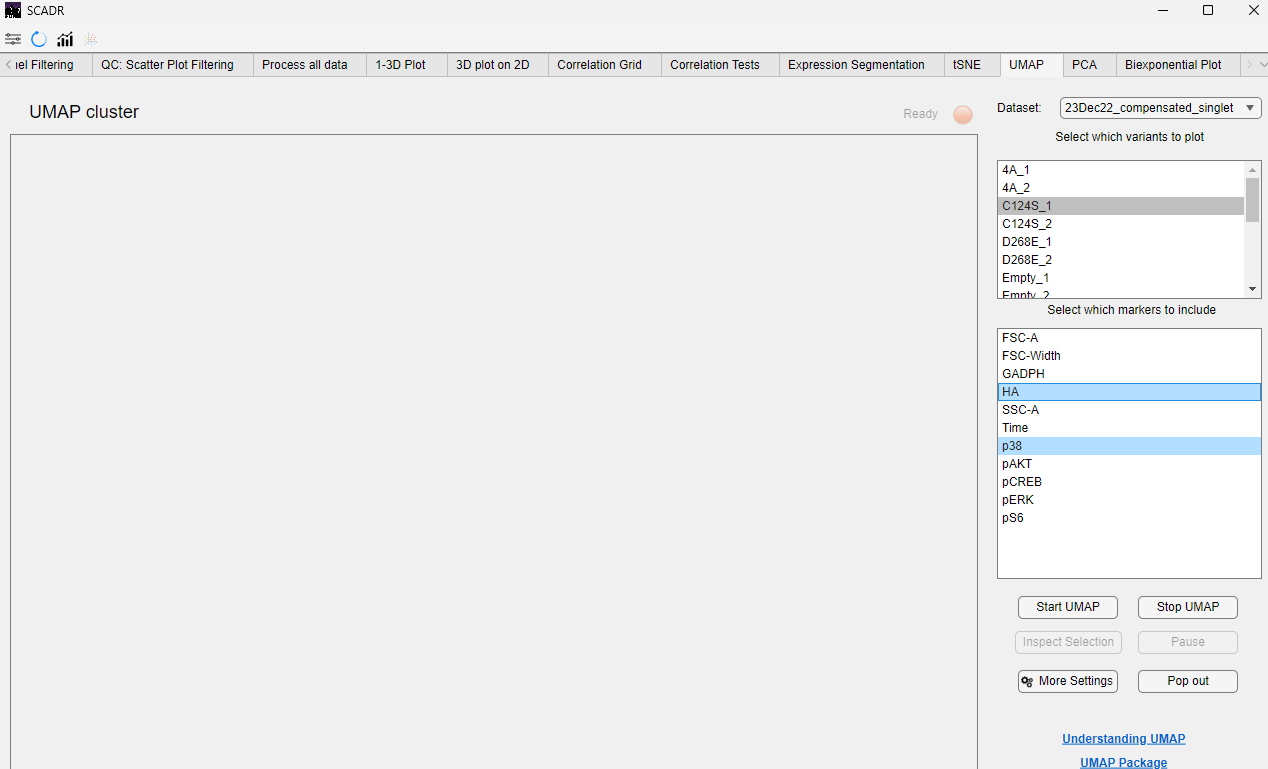 SCADR
nel Filtering
QC: Scatter Plot Filtering
Process all data
1-3D Plot
3D plot on 2D
Correlation Grid
Correlation Tests
Expression Segmentation
tSNE
UMAP
PCA
Biexponential Plot
UMAP cluster
Ready
Dataset:
23Dec22_compensated_singlet
Select which variants to plot
4A_1
4A_2
C124S_1
C124S_2
D268E_1
D268E_2
Empty_1
Empty_2
Select which markers to include
FSC-A
FSC-Width
GADPH
HA
SSC-A
Time
p38
pAKT
pCREB
pERK
pS6
Start UMAP
Stop UMAP
Inspect Selection
Pause
More Settings
Pop out
Understanding UMAP
UMAP Package